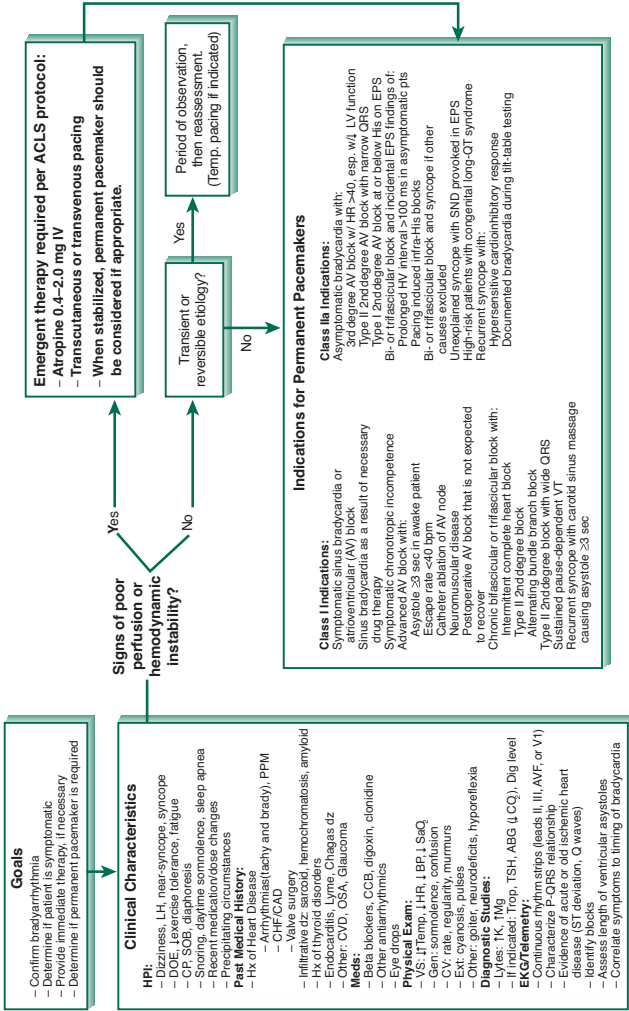 Goals
– Confirm bradyarrhythmia
– Determine if patient is symptomatic
– Provide immediate therapy, if necessary
– Determine if permanent pacemaker is required
Clinical Characteristics
HPI:
– Dizziness, LH, near-syncope, syncope
– DOE, ↓exercise tolerance, fatigue
– CP, SOB, diaphoresis
– Snoring, daytime somnolence, sleep apnea
– Recent medication/dose changes
– Precipitating circumstances
Past Medical History:
– Hx of Heart Disease
– Arrhythmias(tachy and brady), PPM
– CHF/CAD
– Valve surgery
– Infiltrative dz: sarcoid, hemochromatosis, amyloid
– Hx of thyroid disorders
– Endocarditis, Lyme, Chagas dz
– Other: CVD, OSA, Glaucoma
Meds:
– Beta blockers, CCB, digoxin, clonidine
– Other antiarrhythmics
– Eye drops
Physical Exam:
– VS: ↓↑Temp, ↓HR, ↓BP, ↓SaO₂
– Gen: somnolence, confusion
– CV: rate, regularity, murmurs
– Ext: cyanosis, pulses
– Other: goiter, neurodeficits, hyporeflexia
Diagnostic Studies:
– Lytes: ↑K, ↑Mg
– If indicated: Trop, TSH, ABG (↓CO₂), Dig level
EKG/Telemetry:
– Continuous rhythm strips (leads II, III, AVF, or V1)
– Characterize P-QRS relationship
– Evidence of acute or old ischemic heart
disease (ST deviation, Q waves)
– Identify blocks
– Assess length of ventricular asystoles
– Correlate symptoms to timing of bradycardia
Signs of poor
perfusion or
hemodynamic
instability?
Yes
No
Emergent therapy required per ACLS protocol:
– Atropine 0.4–2.0 mg IV
– Transcutaneous or transvenous pacing
– When stabilized, permanent pacemaker should
be considered if appropriate.
Transient or
reversible etiology?
Yes
Period of observation,
then reassessment.
(Temp. pacing if indicated)
No
Indications for Permanent Pacemakers
Class I Indications:
Symptomatic sinus bradycardia or
atrioventricular (AV) block
Sinus bradycardia as a result of necessary
drug therapy
Symptomatic chronotropic incompetence
Advanced AV block with:
Asystole ≥3 sec in awake patient
Escape rate <40 bpm
Catheter ablation of AV node
Neuromuscular disease
Postoperative AV block that is not expected
to recover
Chronic bifascicular or trifascicular block with:
Intermittent complete heart block
Type II 2nd degree block
Alternating bundle branch block
Type II 2nddegree block with wide QRS
Sustained pause-dependent VT
Recurrent syncope with carotid sinus massage
causing asystole ≥3 sec
Class IIa Indications:
Asymptomatic bradycardia with:
3rd degree AV block w/ HR >40, esp. w/↓ LV function
Type II 2nd degree AV block with narrow QRS
Type I 2nd degree AV block at or below His on EPS
Bi- or trifascicular block and incidental EPS findings of:
Prolonged HV interval >100 ms in asymptomatic pts
Pacing induced infra-His blocks
Bi- or trifascicular block and syncope if other
causes excluded
Unexplained syncope with SND provoked in EPS
High-risk patients with congenital long-QT syndrome
Recurrent syncope with:
Hypersensitive cardioinhibitory response
Documented bradycardia during tilt-table testing